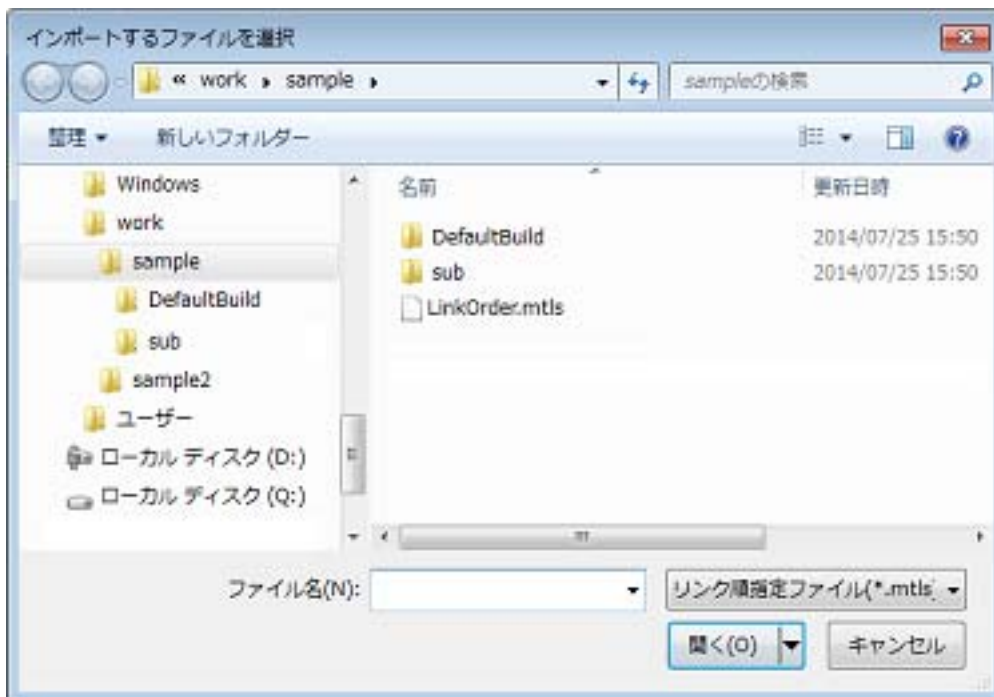 インポートするファイルを選択
« work ▸ sample ▸
sampleの検索
整理 ▾ 新しいフォルダー
Windows
work
sample
DefaultBuild
sub
sample2
ユーザー
ローカル ディスク (D:)
ローカル ディスク (Q:)
名前 更新日時
DefaultBuild 2014/07/25 15:50
sub 2014/07/25 15:50
LinkOrder.mtls
ファイル名(N):
リンク順指定ファイル(*.mtls)
開く(O) キャンセル